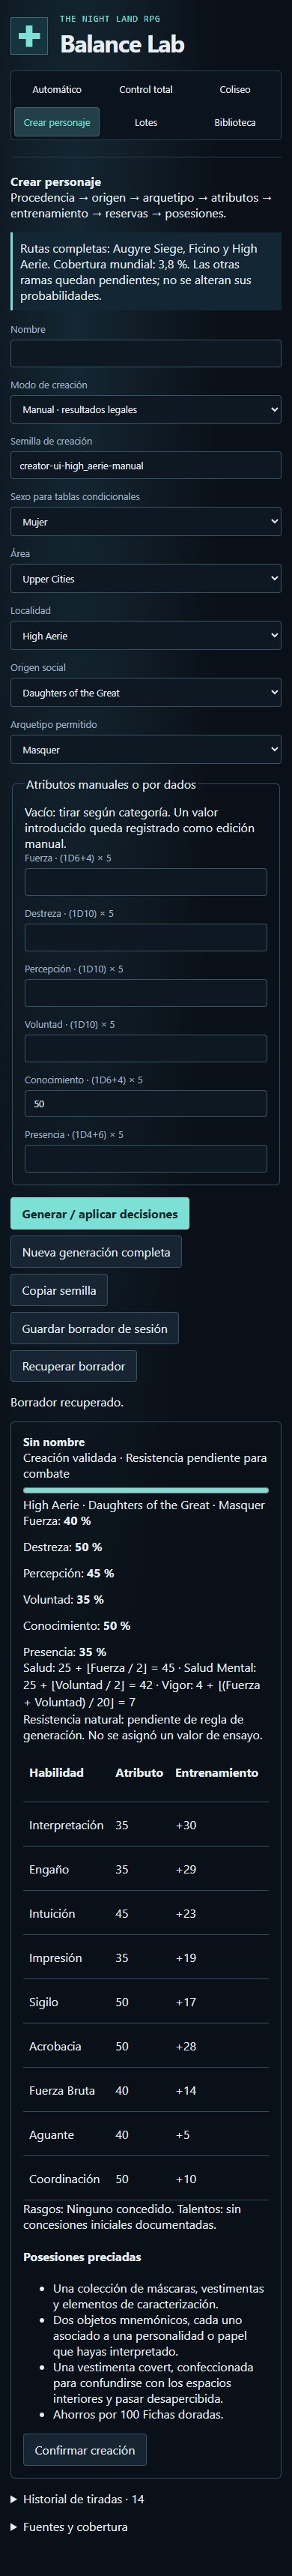 THE NIGHT LAND RPG
Balance Lab
Automático
Control total
Coliseo
Crear personaje
Lotes
Biblioteca
Crear personaje
Procedencia → origen → arquetipo → atributos →
entrenamiento → reservas → posesiones.
Rutas completas: Augyre Siege, Ficino y High
Aerie. Cobertura mundial: 3,8 %. Las otras
ramas quedan pendientes; no se alteran sus
probabilidades.
Nombre
Modo de creación
Manual · resultados legales
Semilla de creación
creator-ui-high_aerie-manual
Sexo para tablas condicionales
Mujer
Área
Upper Cities
Localidad
High Aerie
Origen social
Daughters of the Great
Arquetipo permitido
Masquer
Atributos manuales o por dados
Vacío: tirar según categoría. Un valor
introducido queda registrado como edición
manual.
Fuerza · (1D6+4) × 5
Destreza · (1D10) × 5
Percepción · (1D10) × 5
Voluntad · (1D10) × 5
Conocimiento · (1D6+4) × 5
50
Presencia · (1D4+6) × 5
Generar / aplicar decisiones
Nueva generación completa
Copiar semilla
Guardar borrador de sesión
Recuperar borrador
Borrador recuperado.
Sin nombre
Creación validada · Resistencia pendiente para
combate
High Aerie · Daughters of the Great · Masquer
Fuerza: 40 %
Destreza: 50 %
Percepción: 45 %
Voluntad: 35 %
Conocimiento: 50 %
Presencia: 35 %
Salud: 25 + ⌊Fuerza / 2⌋ = 45 · Salud Mental:
25 + ⌊Voluntad / 2⌋ = 42 · Vigor: 4 + ⌊(Fuerza
+ Voluntad) / 20⌋ = 7
Resistencia natural: pendiente de regla de
generación. No se asignó un valor de ensayo.
Habilidad Atributo Entrenamiento
Interpretación 35 +30
Engaño 35 +29
Intuición 45 +23
Impresión 35 +19
Sigilo 50 +17
Acrobacia 50 +28
Fuerza Bruta 40 +14
Aguante 40 +5
Coordinación 50 +10
Rasgos: Ninguno concedido. Talentos: sin
concesiones iniciales documentadas.
Posesiones preciadas
• Una colección de máscaras, vestimentas
y elementos de caracterización.
• Dos objetos mnemónicos, cada uno
asociado a una personalidad o papel
que hayas interpretado.
• Una vestimenta covert, confeccionada
para confundirse con los espacios
interiores y pasar desapercibida.
• Ahorros por 100 Fichas doradas.
Confirmar creación
▶ Historial de tiradas · 14
▶ Fuentes y cobertura